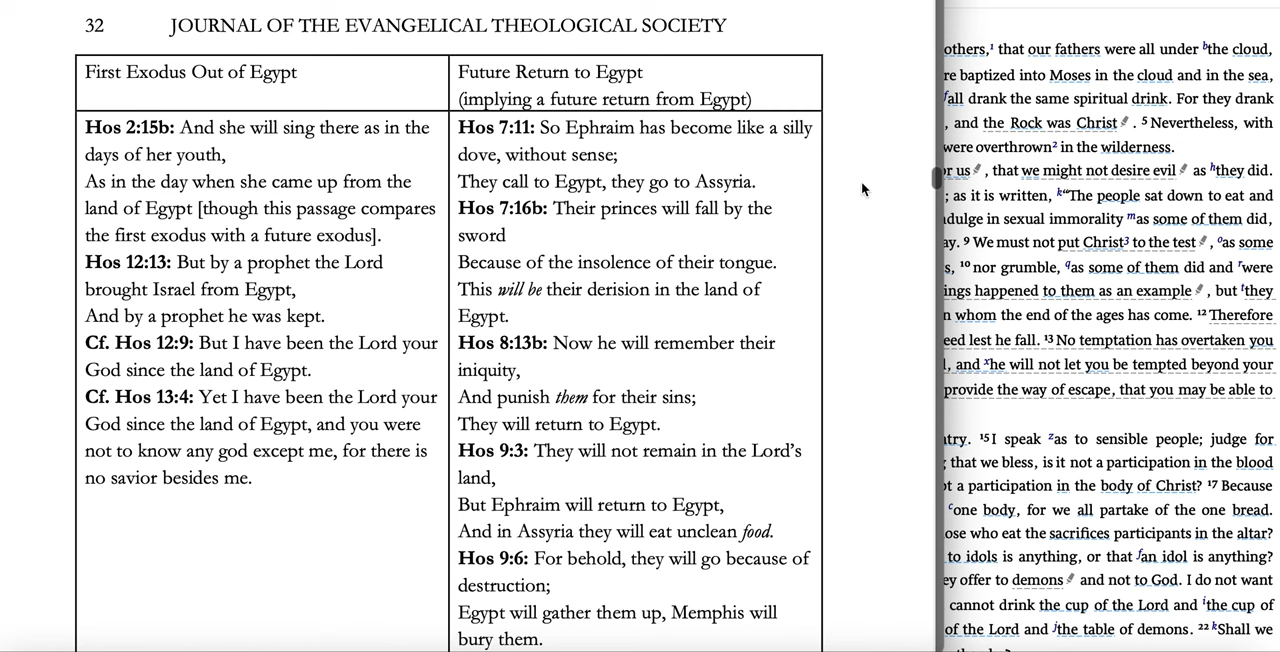 32 JOURNAL OF THE EVANGELICAL THEOLOGICAL SOCIETY
First Exodus Out of Egypt
Future Return to Egypt
(implying a future return from Egypt)
Hos 2:15b: And she will sing there as in the
days of her youth,
As in the day when she came up from the
land of Egypt [though this passage compares
the first exodus with a future exodus].
Hos 12:13: But by a prophet the Lord
brought Israel from Egypt,
And by a prophet he was kept.
Cf. Hos 12:9: But I have been the Lord your
God since the land of Egypt.
Cf. Hos 13:4: Yet I have been the Lord your
God since the land of Egypt, and you were
not to know any god except me, for there is
no savior besides me.
Hos 7:11: So Ephraim has become like a silly
dove, without sense;
They call to Egypt, they go to Assyria.
Hos 7:16b: Their princes will fall by the
sword
Because of the insolence of their tongue.
This will be their derision in the land of
Egypt.
Hos 8:13b: Now he will remember their
iniquity,
And punish them for their sins;
They will return to Egypt.
Hos 9:3: They will not remain in the Lord's
land,
But Ephraim will return to Egypt,
And in Assyria they will eat unclean food.
Hos 9:6: For behold, they will go because of
destruction;
Egypt will gather them up, Memphis will
bury them.
others,¹ that our fathers were all under ᵇthe cloud,
re baptized into Moses in the cloud and in the sea,
ᶠall drank the same spiritual drink. For they drank
, and the Rock was Christ. ⁵ Nevertheless, with
were overthrown² in the wilderness.
or us, that we might not desire evil as ʰthey did.
; as it is written, ᵏ“The people sat down to eat and
ndulge in sexual immorality ᵐas some of them did,
ay. ⁹ We must not put Christ³ to the test, ᵒas some
s, ¹⁰ nor grumble, ᑫas some of them did and ʳwere
ings happened to them as an example, but ᵗthey
n whom the end of the ages has come. ¹² Therefore
eed lest he fall. ¹³ No temptation has overtaken you
l, and ˣhe will not let you be tempted beyond your
provide the way of escape, that you may be able to
try. ¹⁵ I speak ᶻas to sensible people; judge for
; that we bless, is it not a participation in the blood
ot a participation in the body of Christ? ¹⁷ Because
ᶜone body, for we all partake of the one bread.
ose who eat the sacrifices participants in the altar?
to idols is anything, or that ᶠan idol is anything?
ey offer to demons and not to God. I do not want
cannot drink the cup of the Lord and ⁱthe cup of
of the Lord and ʲthe table of demons. ²² ᵏShall we